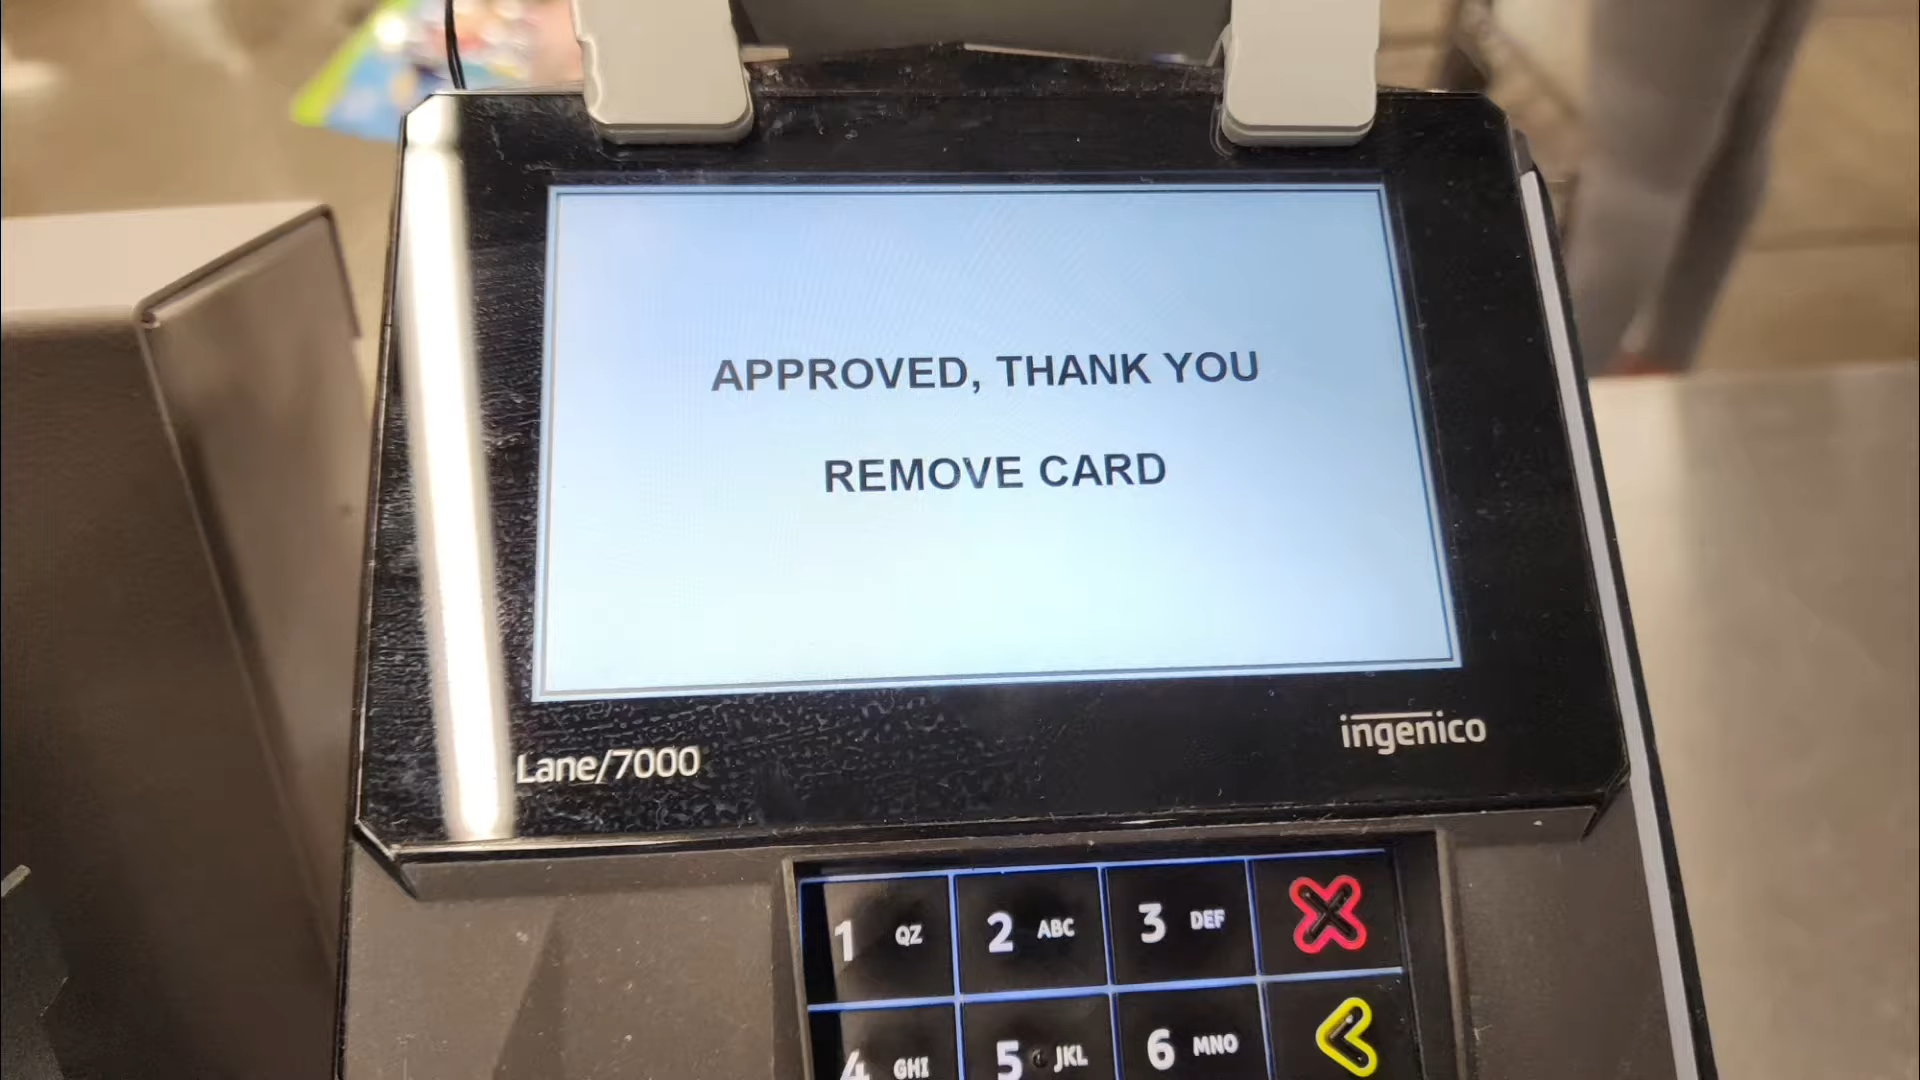 APPROVED, THANK YOU
REMOVE CARD
Lane/7000
ingenico
1 QZ
2 ABC
3 DEF
4 GHI
5 JKL
6 MNO